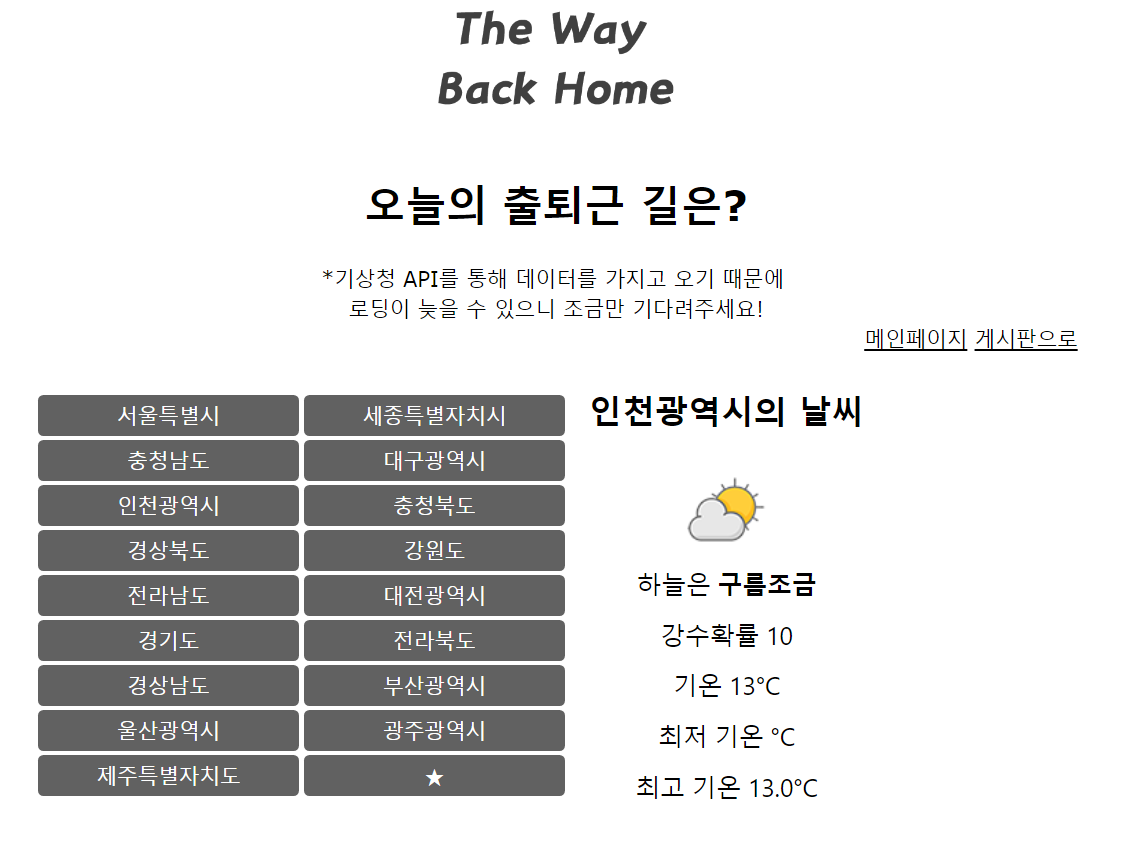 The Way
Back Home
오늘의 출퇴근 길은?
*기상청 API를 통해 데이터를 가지고 오기 때문에
로딩이 늦을 수 있으니 조금만 기다려주세요!
메인페이지 게시판으로
서울특별시 세종특별자치시
충청남도 대구광역시
인천광역시 충청북도
경상북도 강원도
전라남도 대전광역시
경기도 전라북도
경상남도 부산광역시
울산광역시 광주광역시
제주특별자치도 ★
인천광역시의 날씨
하늘은 구름조금
강수확률 10
기온 13°C
최저 기온 °C
최고 기온 13.0°C